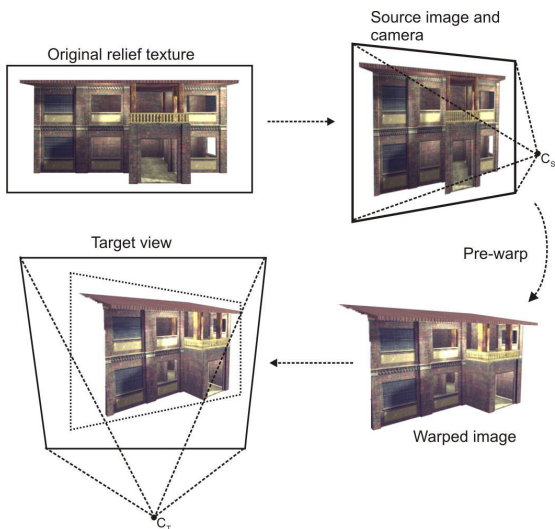 Original relief texture
Source image and
camera
C_S
Pre-warp
Target view
Warped image
C_T